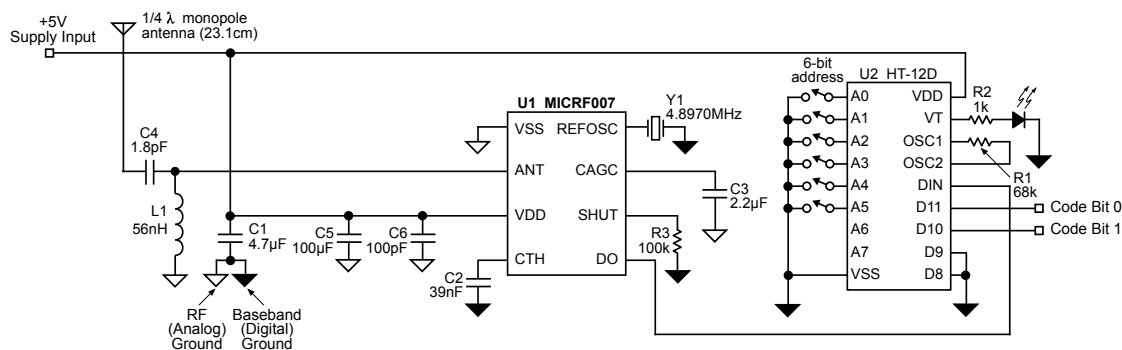 +5V
Supply Input
1/4 λ monopole
antenna (23.1cm)
C4
1.8pF
L1
56nH
C1
4.7µF
C5
100µF
C6
100pF
RF
(Analog)
Ground
Baseband
(Digital)
Ground
C2
39nF
U1 MICRF007
VSS
ANT
VDD
CTH
REFOSC
CAGC
SHUT
DO
Y1
4.8970MHz
C3
2.2µF
R3
100k
6-bit
address
U2 HT-12D
A0
A1
A2
A3
A4
A5
A6
A7
VSS
VDD
VT
OSC1
OSC2
DIN
D11
D10
D9
D8
R2
1k
R1
68k
Code Bit 0
Code Bit 1